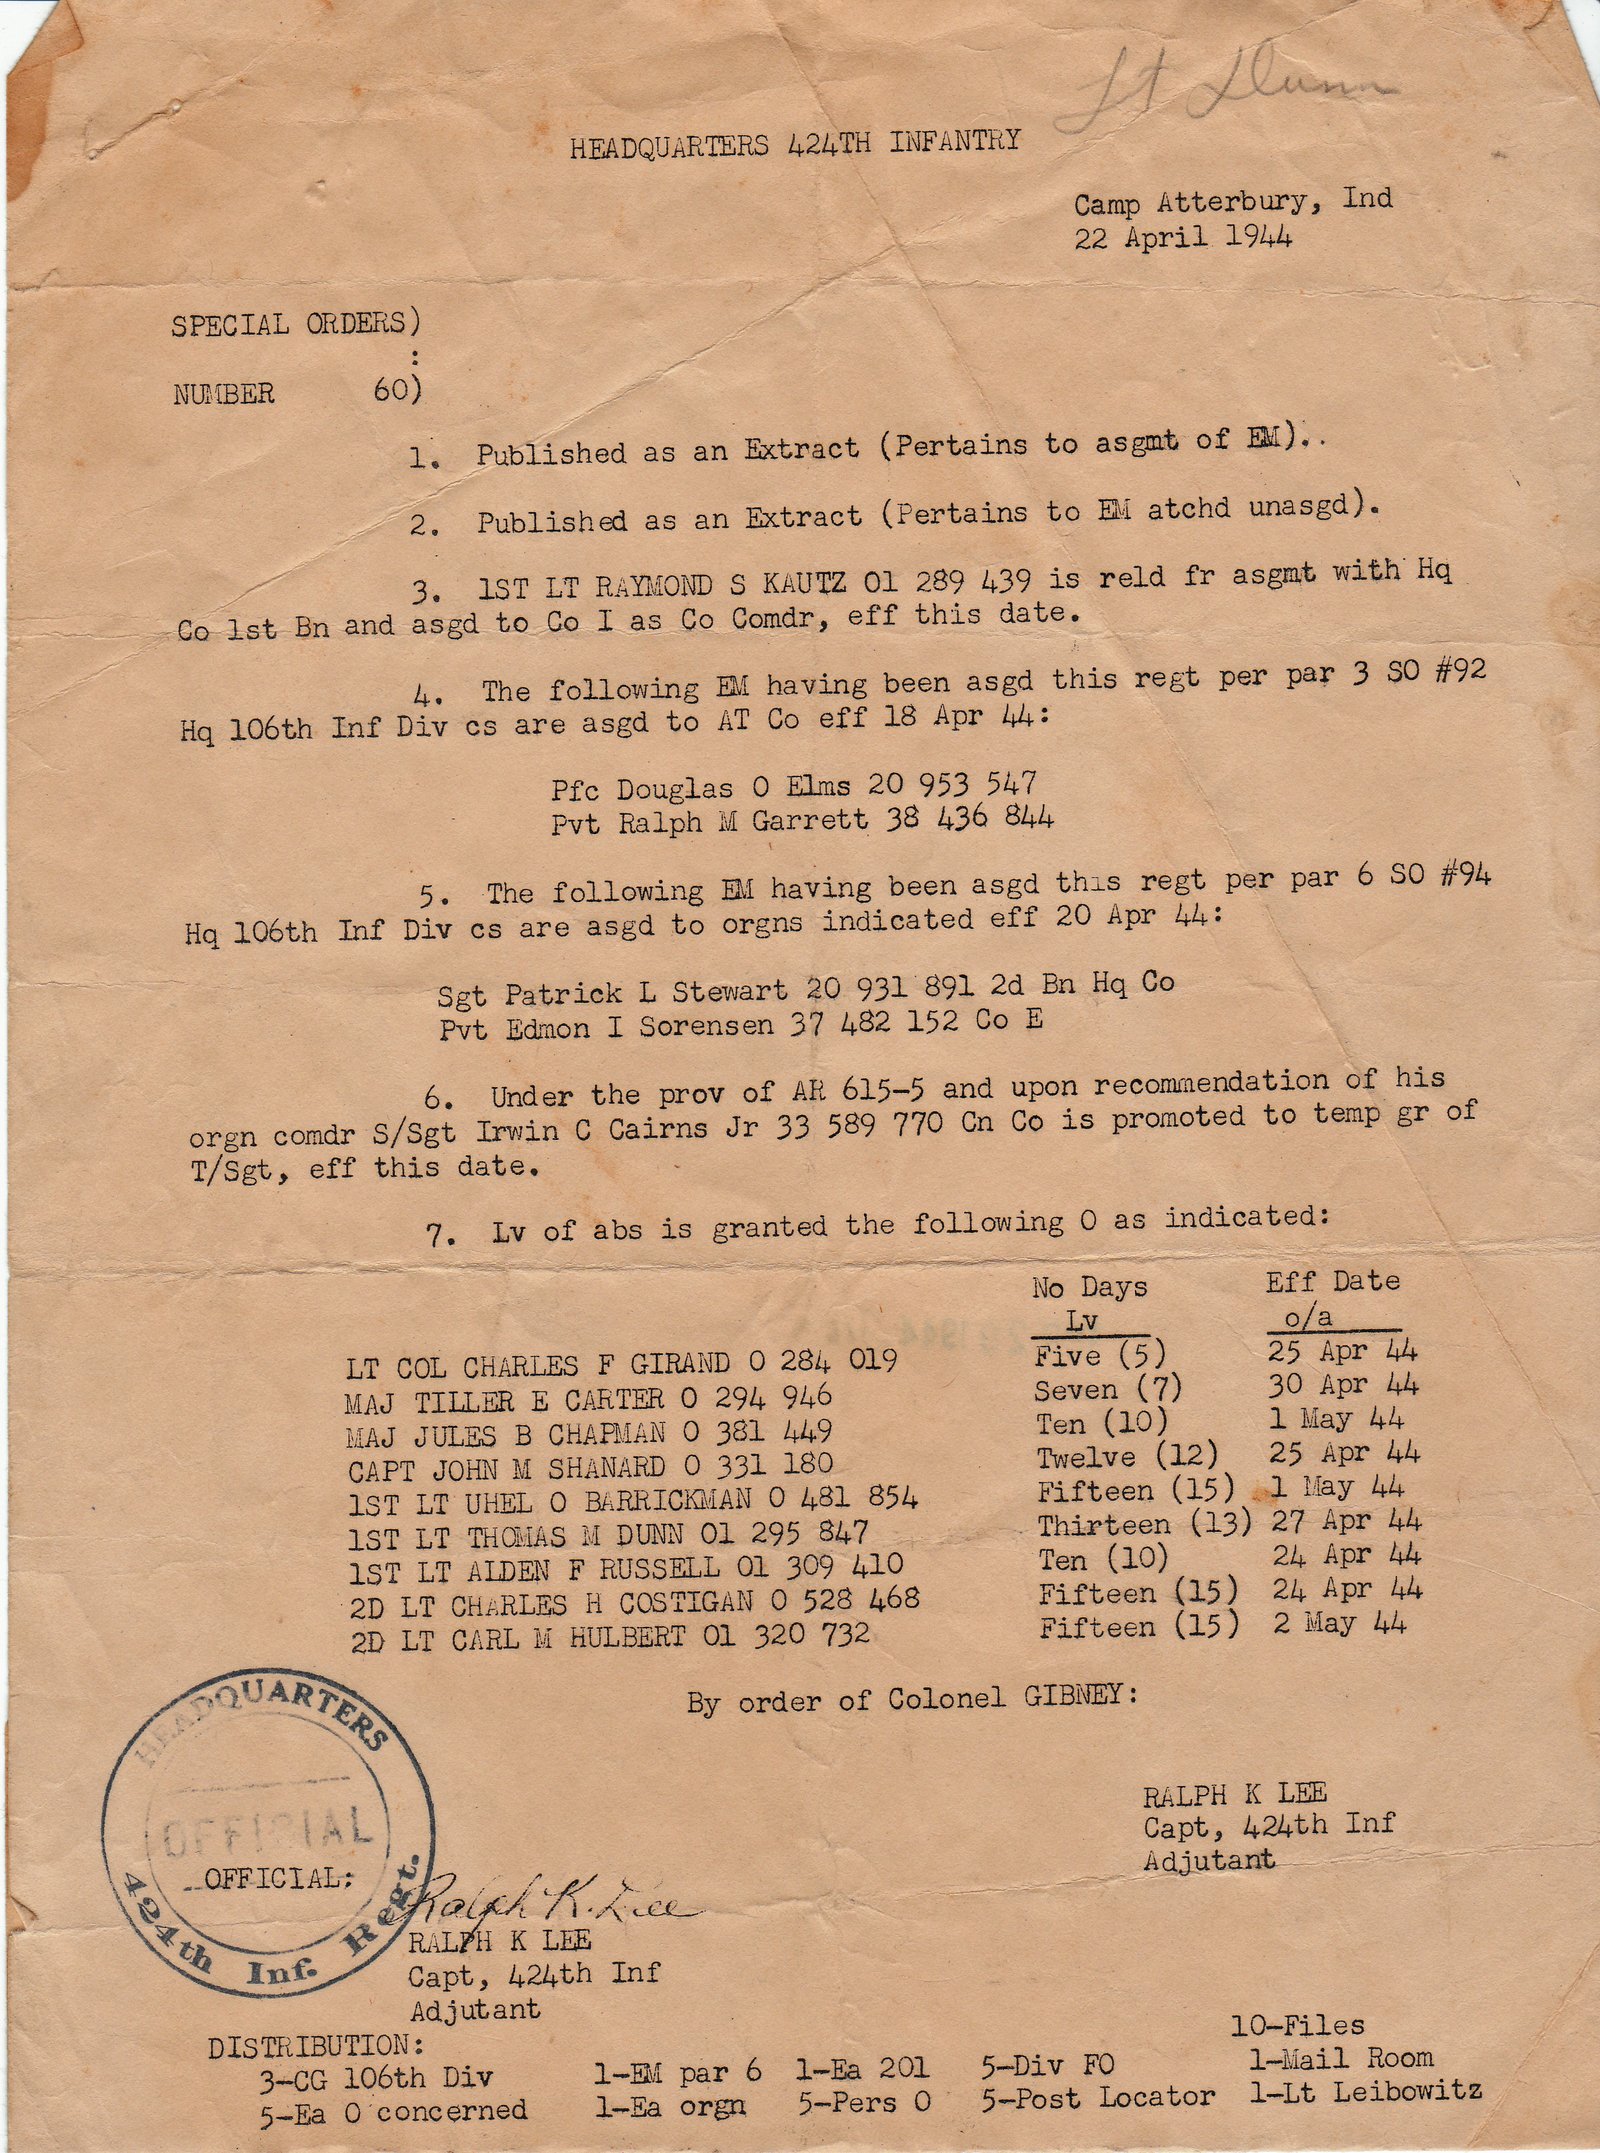 Lt Dunn
HEADQUARTERS 424TH INFANTRY
Camp Atterbury, Ind
22 April 1944
SPECIAL ORDERS)
:
NUMBER 60)
1. Published as an Extract (Pertains to asgmt of EM)..
2. Published as an Extract (Pertains to EM atchd unasgd).
3. 1ST LT RAYMOND S KAUTZ O1 289 439 is reld fr asgmt with Hq
Co 1st Bn and asgd to Co I as Co Comdr, eff this date.
4. The following EM having been asgd this regt per par 3 SO #92
Hq 106th Inf Div cs are asgd to AT Co eff 18 Apr 44:
Pfc Douglas O Elms 20 953 547
Pvt Ralph M Garrett 38 436 844
5. The following EM having been asgd this regt per par 6 SO #94
Hq 106th Inf Div cs are asgd to orgns indicated eff 20 Apr 44:
Sgt Patrick L Stewart 20 931 891 2d Bn Hq Co
Pvt Edmon I Sorensen 37 482 152 Co E
6. Under the prov of AR 615-5 and upon recommendation of his
orgn comdr S/Sgt Irwin C Cairns Jr 33 589 770 Cn Co is promoted to temp gr of
T/Sgt, eff this date.
7. Lv of abs is granted the following O as indicated:
No Days Eff Date
Lv o/a
LT COL CHARLES F GIRAND O 284 019 Five (5) 25 Apr 44
MAJ TILLER E CARTER O 294 946 Seven (7) 30 Apr 44
MAJ JULES B CHAPMAN O 381 449 Ten (10) 1 May 44
CAPT JOHN M SHANARD O 331 180 Twelve (12) 25 Apr 44
1ST LT UHEL O BARRICKMAN O 481 854 Fifteen (15) 1 May 44
1ST LT THOMAS M DUNN O1 295 847 Thirteen (13) 27 Apr 44
1ST LT ALDEN F RUSSELL O1 309 410 Ten (10) 24 Apr 44
2D LT CHARLES H COSTIGAN O 528 468 Fifteen (15) 24 Apr 44
2D LT CARL M HULBERT O1 320 732 Fifteen (15) 2 May 44
By order of Colonel GIBNEY:
HEADQUARTERS
OFFICIAL
424th Inf. Regt.
RALPH K LEE
Capt, 424th Inf
Adjutant
OFFICIAL:
Ralph K. Lee
RALPH K LEE
Capt, 424th Inf
Adjutant
DISTRIBUTION: 10-Files
3-CG 106th Div 1-EM par 6 1-Ea 201 5-Div FO 1-Mail Room
5-Ea O concerned 1-Ea orgn 5-Pers O 5-Post Locator 1-Lt Leibowitz